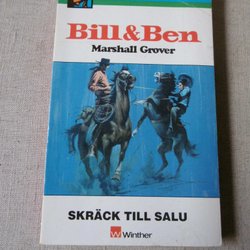 Bill & Ben
Marshall Grover
SKRÄCK TILL SALU
W Winther